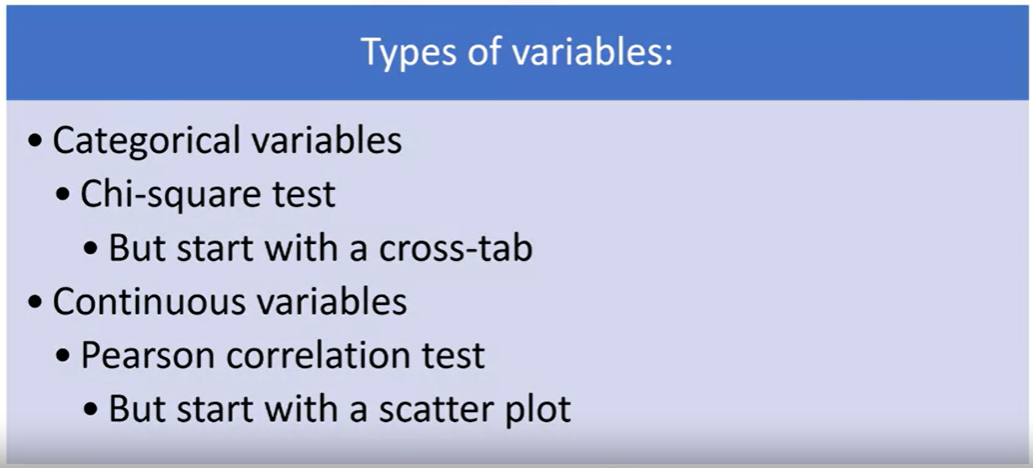 Types of variables:
• Categorical variables
• Chi-square test
• But start with a cross-tab
• Continuous variables
• Pearson correlation test
• But start with a scatter plot